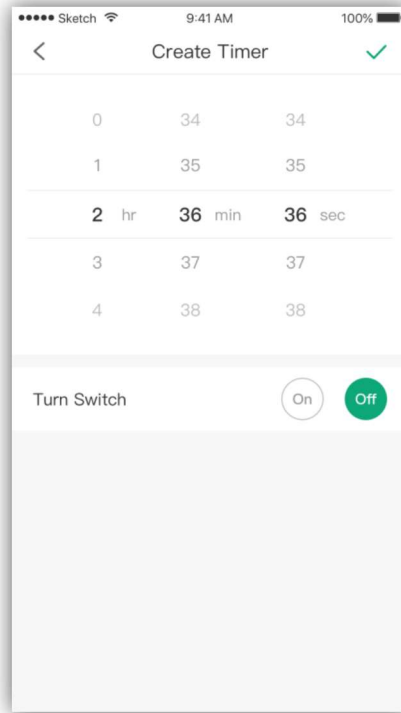 Sketch 9:41 AM 100%
Create Timer
0 34 34
1 35 35
2 hr 36 min 36 sec
3 37 37
4 38 38
Turn Switch On Off